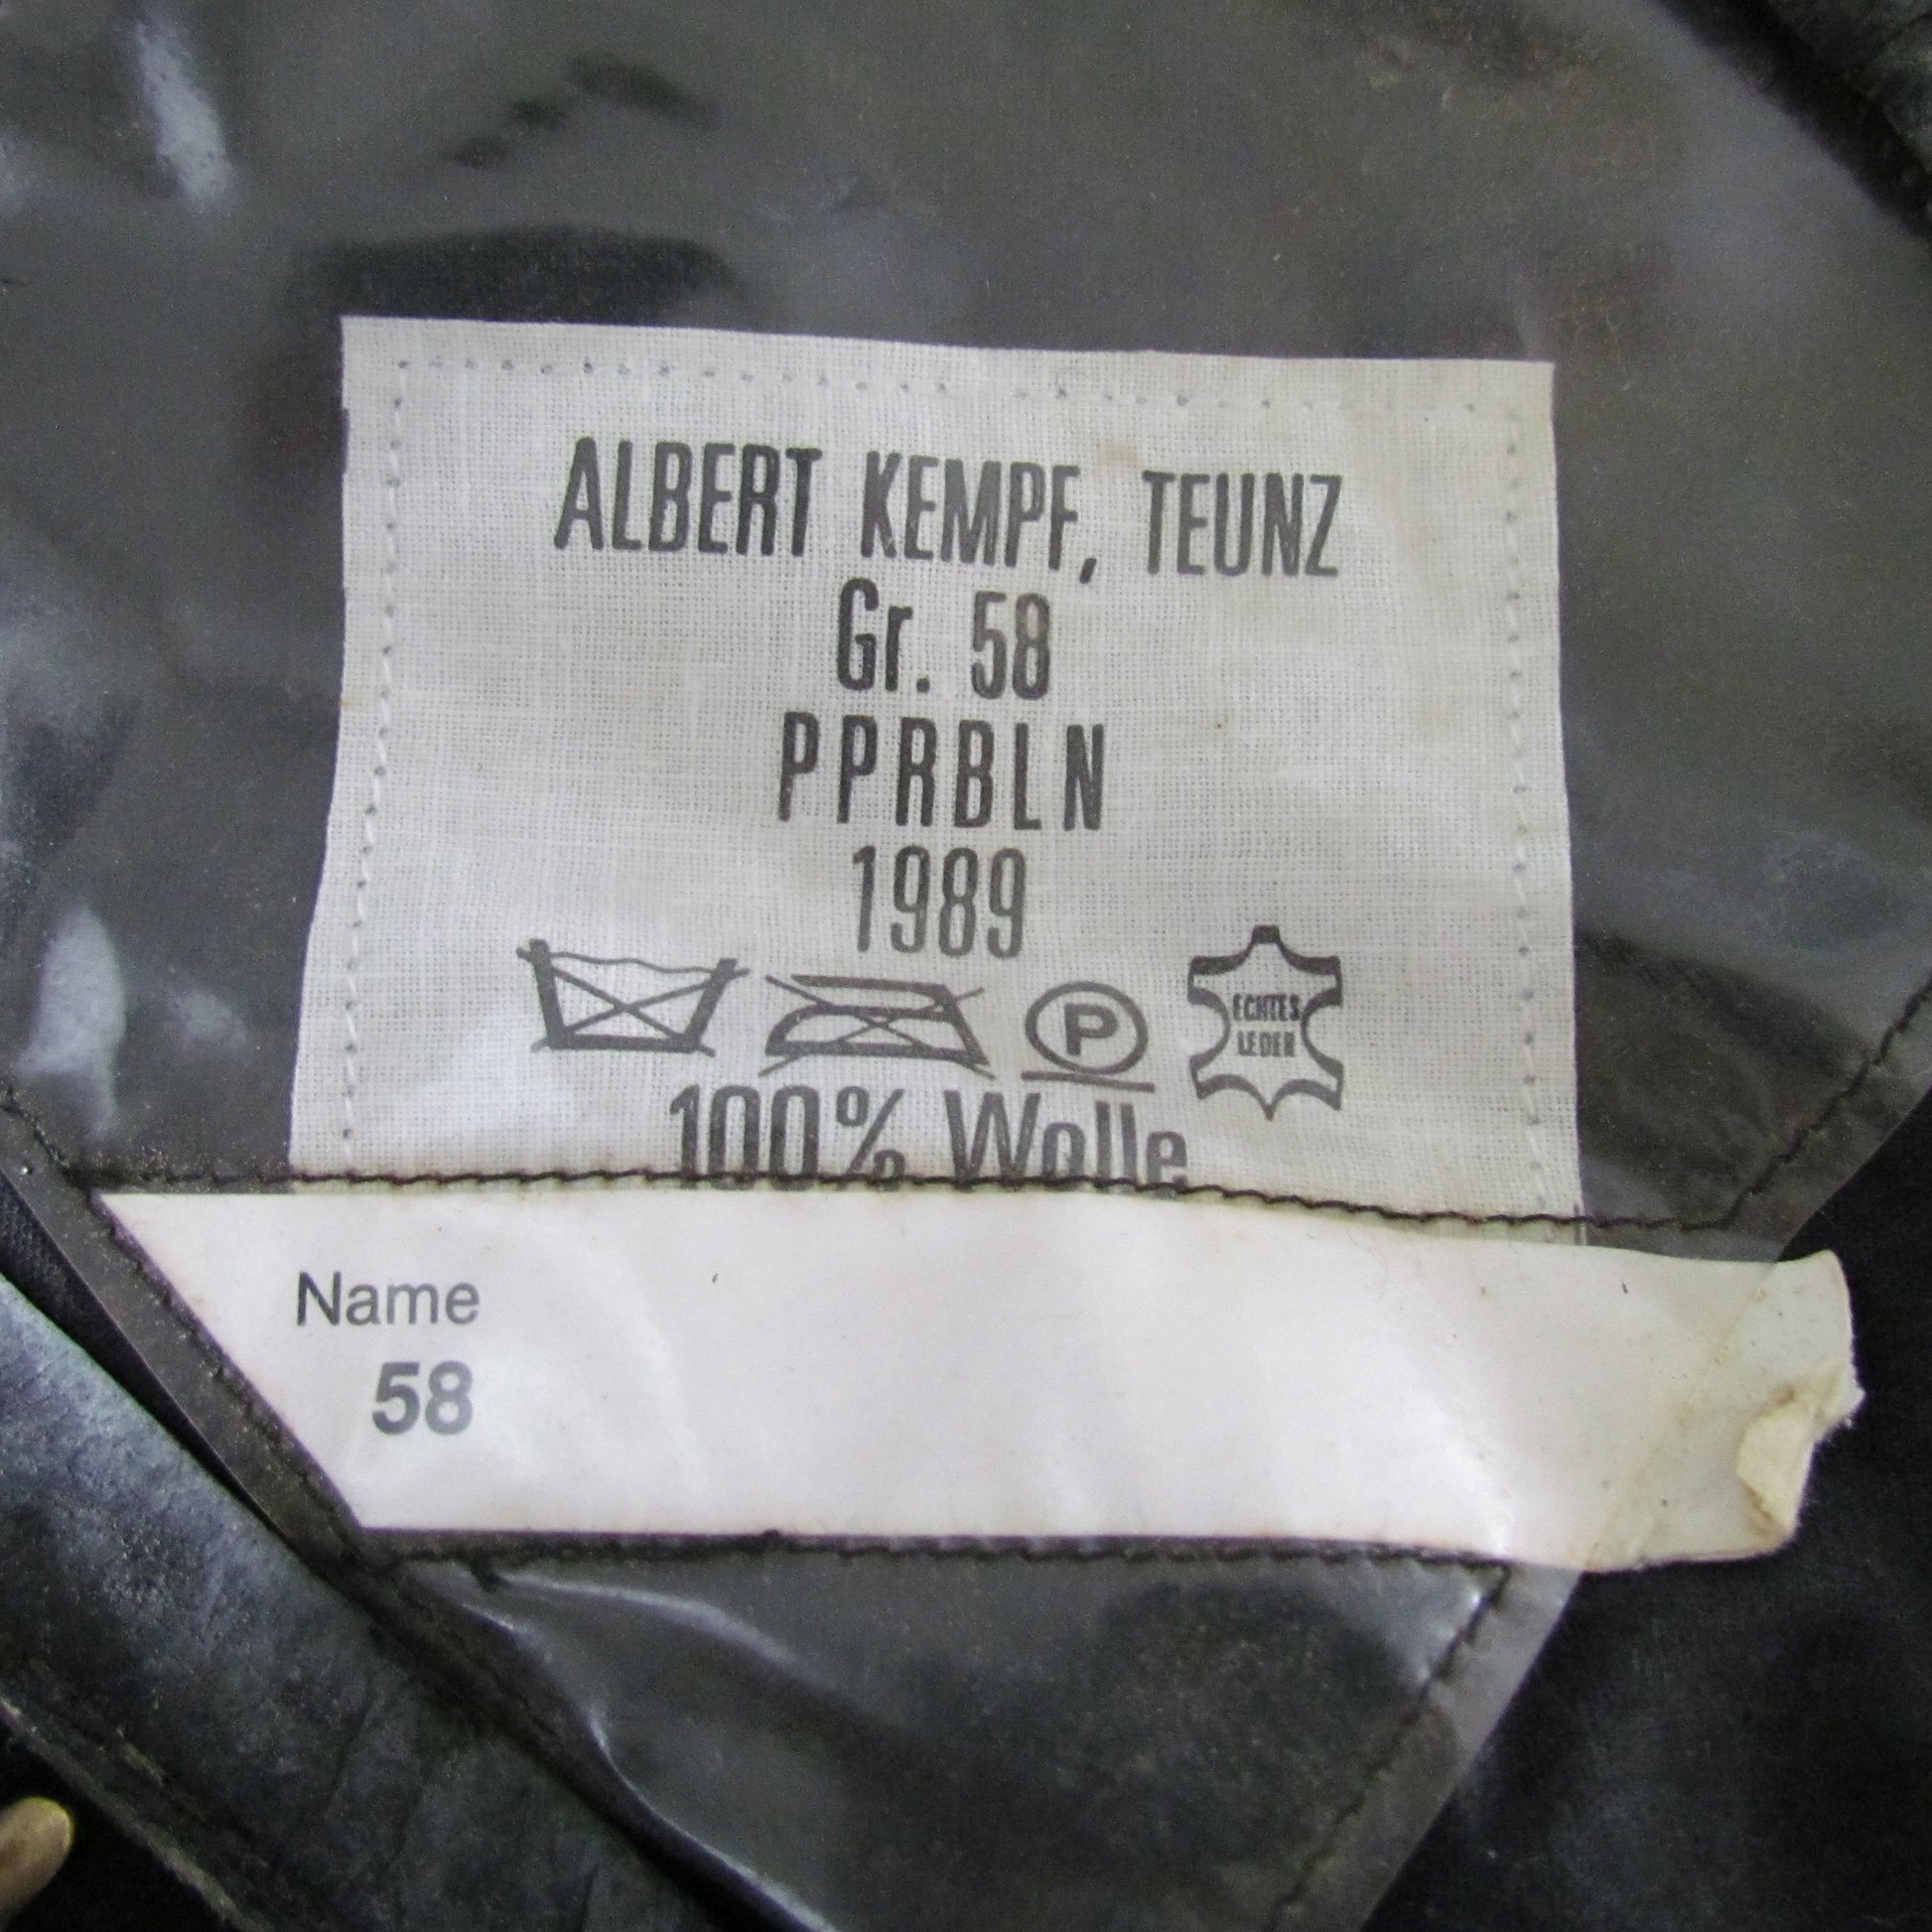 ALBERT KEMPF, TEUNZ
Gr. 58
PPRBLN
1989
P
ECHTES
LEDER
100% Wolle
Name
58